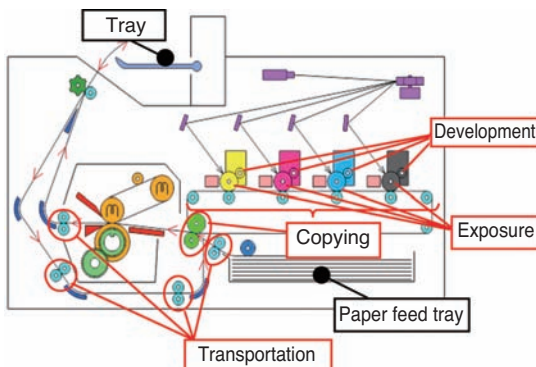 Tray
Development
Exposure
Copying
Paper feed tray
Transportation